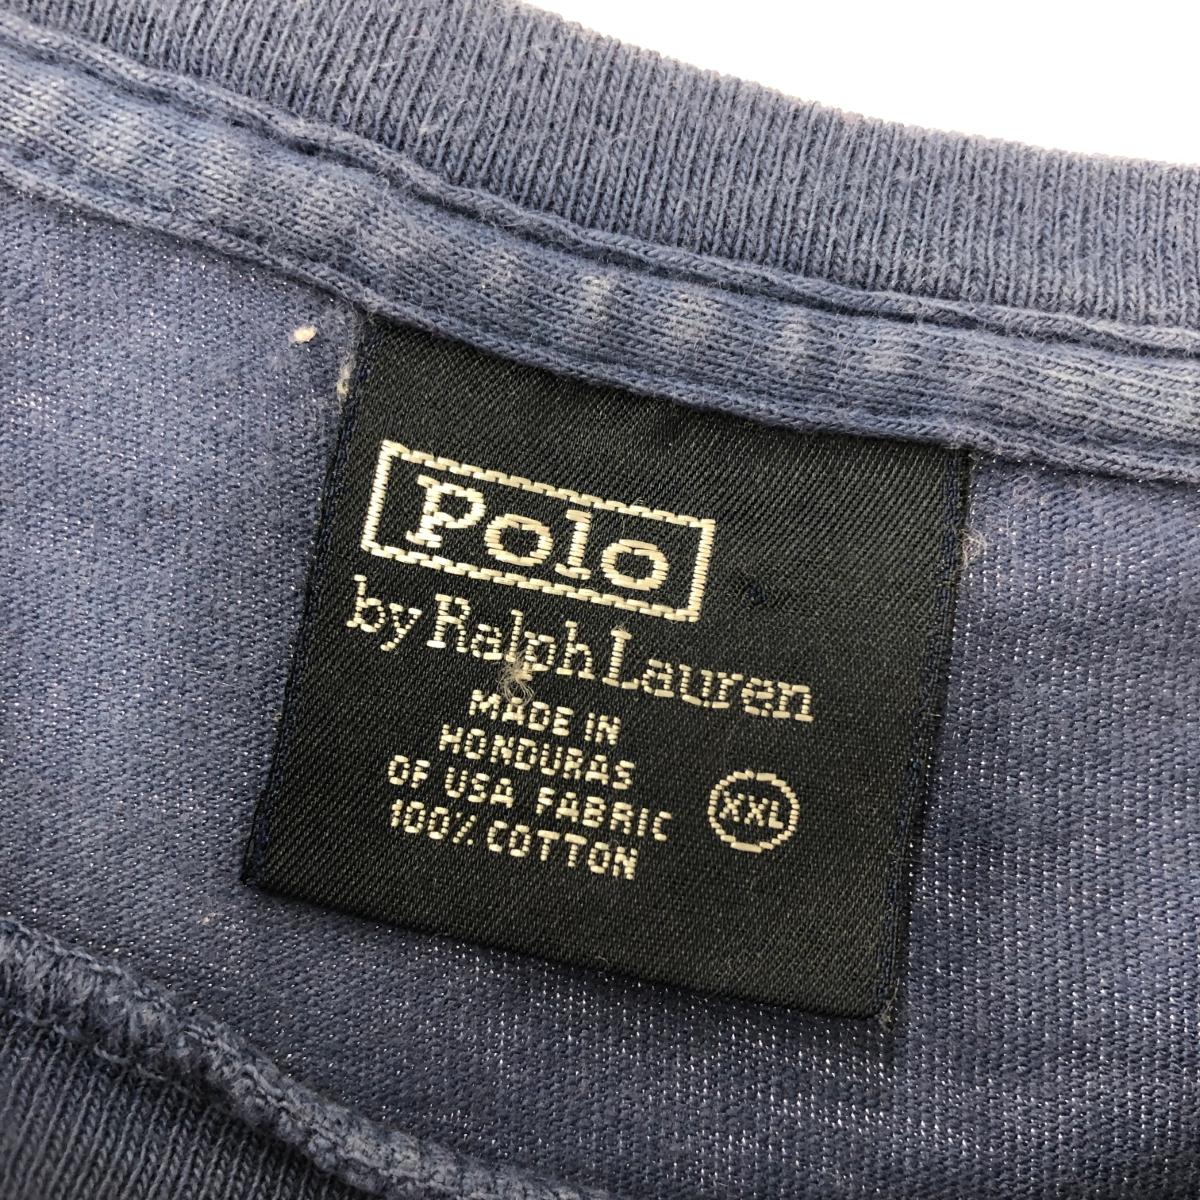 Polo
by Ralph Lauren
MADE IN
HONDURAS
OF USA FABRIC
100% COTTON
XXL